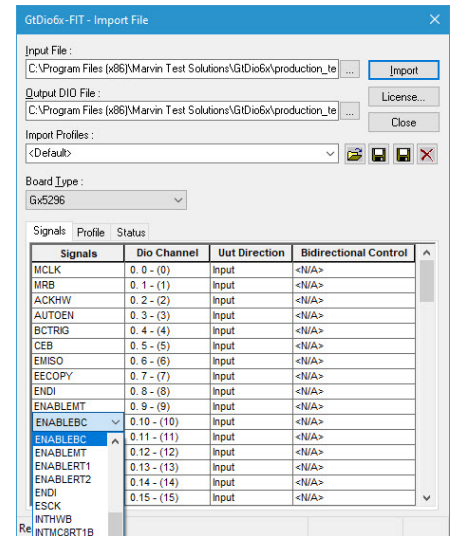 GtDio6x-FIT - Import File
Input File :
C:\Program Files (x86)\Marvin Test Solutions\GtDio6x\production_te ... Import
Output DIO File :
License...
C:\Program Files (x86)\Marvin Test Solutions\GtDio6x\production_te ...
Close
Import Profiles :
<Default>
Board Type :
Gx5296
Signals Profile Status
Signals Dio Channel Uut Direction Bidirectional Control
MCLK 0. 0 - (0) Input <N/A>
MRB 0. 1 - (1) Input <N/A>
ACKHW 0. 2 - (2) Input <N/A>
AUTOEN 0. 3 - (3) Input <N/A>
BCTRIG 0. 4 - (4) Input <N/A>
CEB 0. 5 - (5) Input <N/A>
EMISO 0. 6 - (6) Input <N/A>
EECOPY 0. 7 - (7) Input <N/A>
ENDI 0. 8 - (8) Input <N/A>
ENABLEMT 0. 9 - (9) Input <N/A>
ENABLEBC 0.10 - (10) Input <N/A>
ENABLEBC 0.11 - (11) Input <N/A>
ENABLEMT 0.12 - (12) Input <N/A>
ENABLERT1 0.13 - (13) Input <N/A>
ENABLERT2 0.14 - (14) Input <N/A>
ENDI 0.15 - (15) Input <N/A>
ESCK
INTHWB
INTMC8RT1B